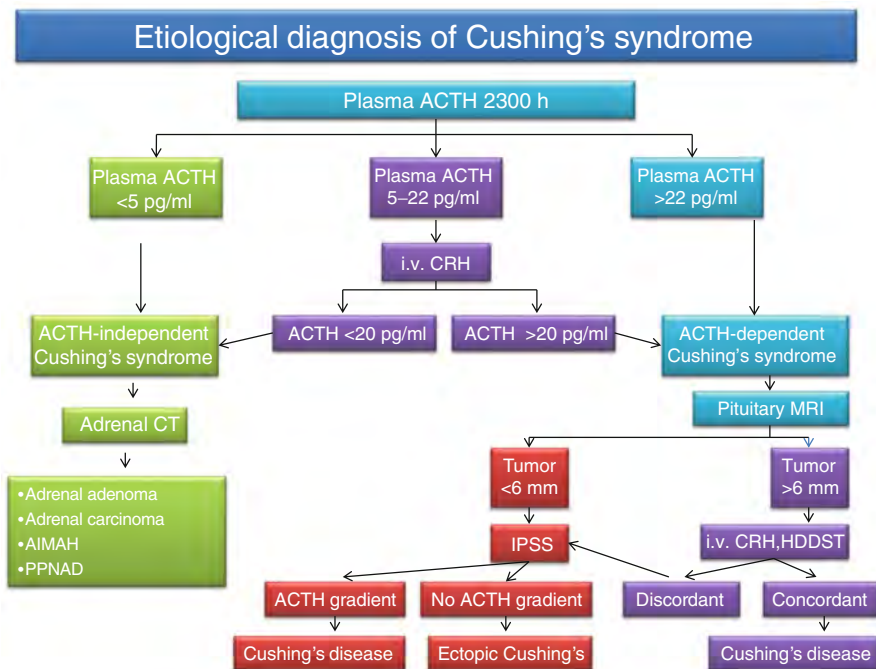 Etiological diagnosis of Cushing's syndrome
Plasma ACTH 2300 h
Plasma ACTH
<5 pg/ml
Plasma ACTH
5–22 pg/ml
Plasma ACTH
>22 pg/ml
i.v. CRH
ACTH-independent
Cushing's syndrome
ACTH <20 pg/ml
ACTH >20 pg/ml
ACTH-dependent
Cushing's syndrome
Adrenal CT
Pituitary MRI
•Adrenal adenoma
•Adrenal carcinoma
•AIMAH
•PPNAD
Tumor
<6 mm
Tumor
>6 mm
IPSS
i.v. CRH,HDDST
ACTH gradient
No ACTH gradient
Discordant
Concordant
Cushing's disease
Ectopic Cushing's
Cushing's disease